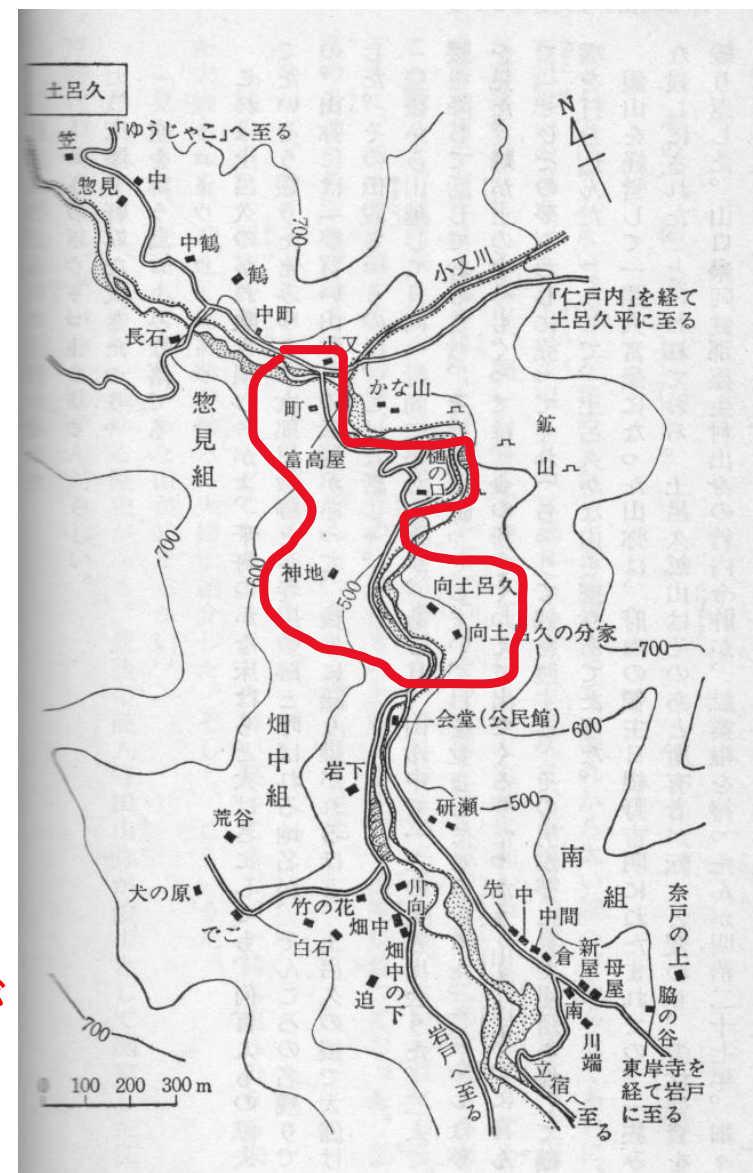 土呂久
N
笠
「ゆうじゃこ」へ至る
中
惣見
中鶴
鶴
700
小又川
中町
「仁戸内」を経て
土呂久平に至る
長石
小又
かな山
町
惣見組
富高屋
樋の口
鉱山
700
600
神地
500
向土呂久
向土呂久の分家
700
会堂(公民館)
600
畑中組
岩下
500
研瀬
荒谷
南組
犬の原
でご
竹の花
川向
先
中
中間
倉
新屋
母屋
奈戸の上
白石
畑中
畑中の下
迫
南
川端
脇の谷
700
岩戸へ至る
立宿へ至る
東岸寺を
経て岩戸
に至る
0 100 200 300m